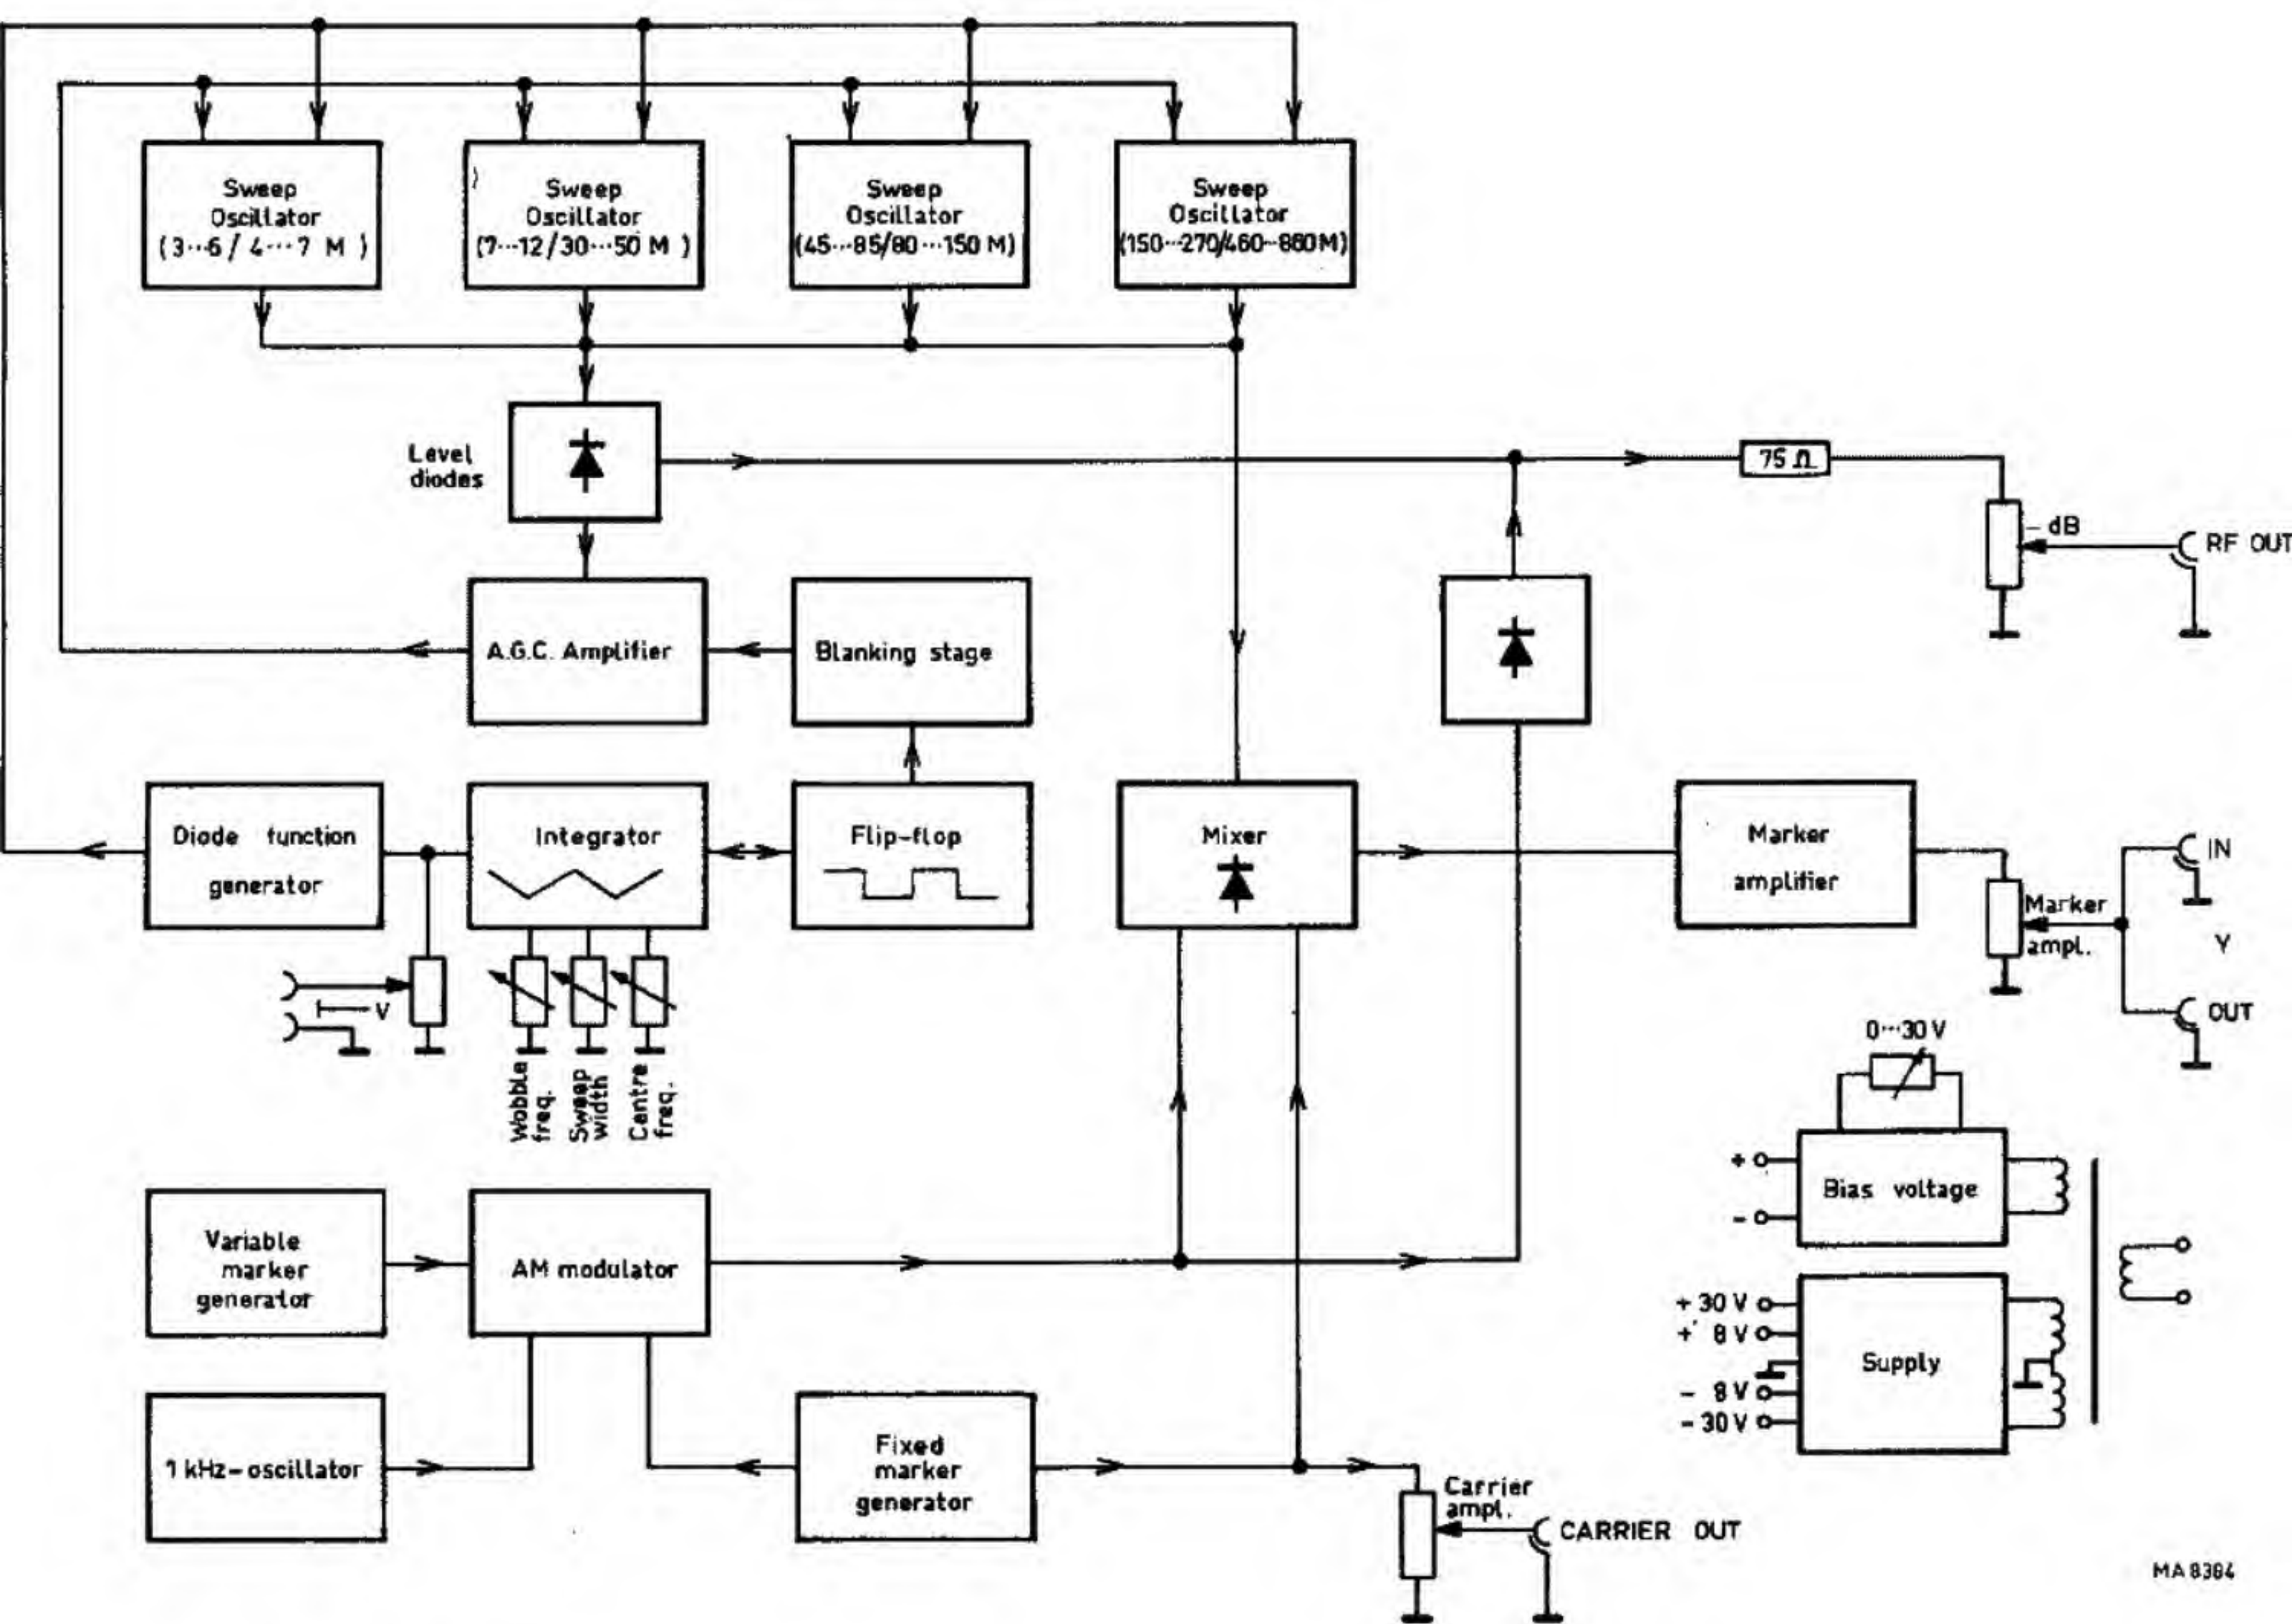 Sweep
Oscillator
(3···6 / 4···7 M )
Sweep
Oscillator
(7···12/30···50 M )
Sweep
Oscillator
(45···85/80···150 M)
Sweep
Oscillator
(150···270/460···860M)
Level
diodes
75 Ω
- dB
RF OUT
A.G.C. Amplifier
Blanking stage
Diode function
generator
Integrator
Flip-flop
Mixer
Marker
amplifier
IN
Marker
ampl.
Y
OUT
V
Wobble
freq.
Sweep
width
Centre
freq.
0···30 V
+
-
Bias voltage
Variable
marker
generator
AM modulator
+ 30 V
+ 8 V
- 8 V
- 30 V
Supply
1 kHz-oscillator
Fixed
marker
generator
Carrier
ampl.
CARRIER OUT
MA 8384